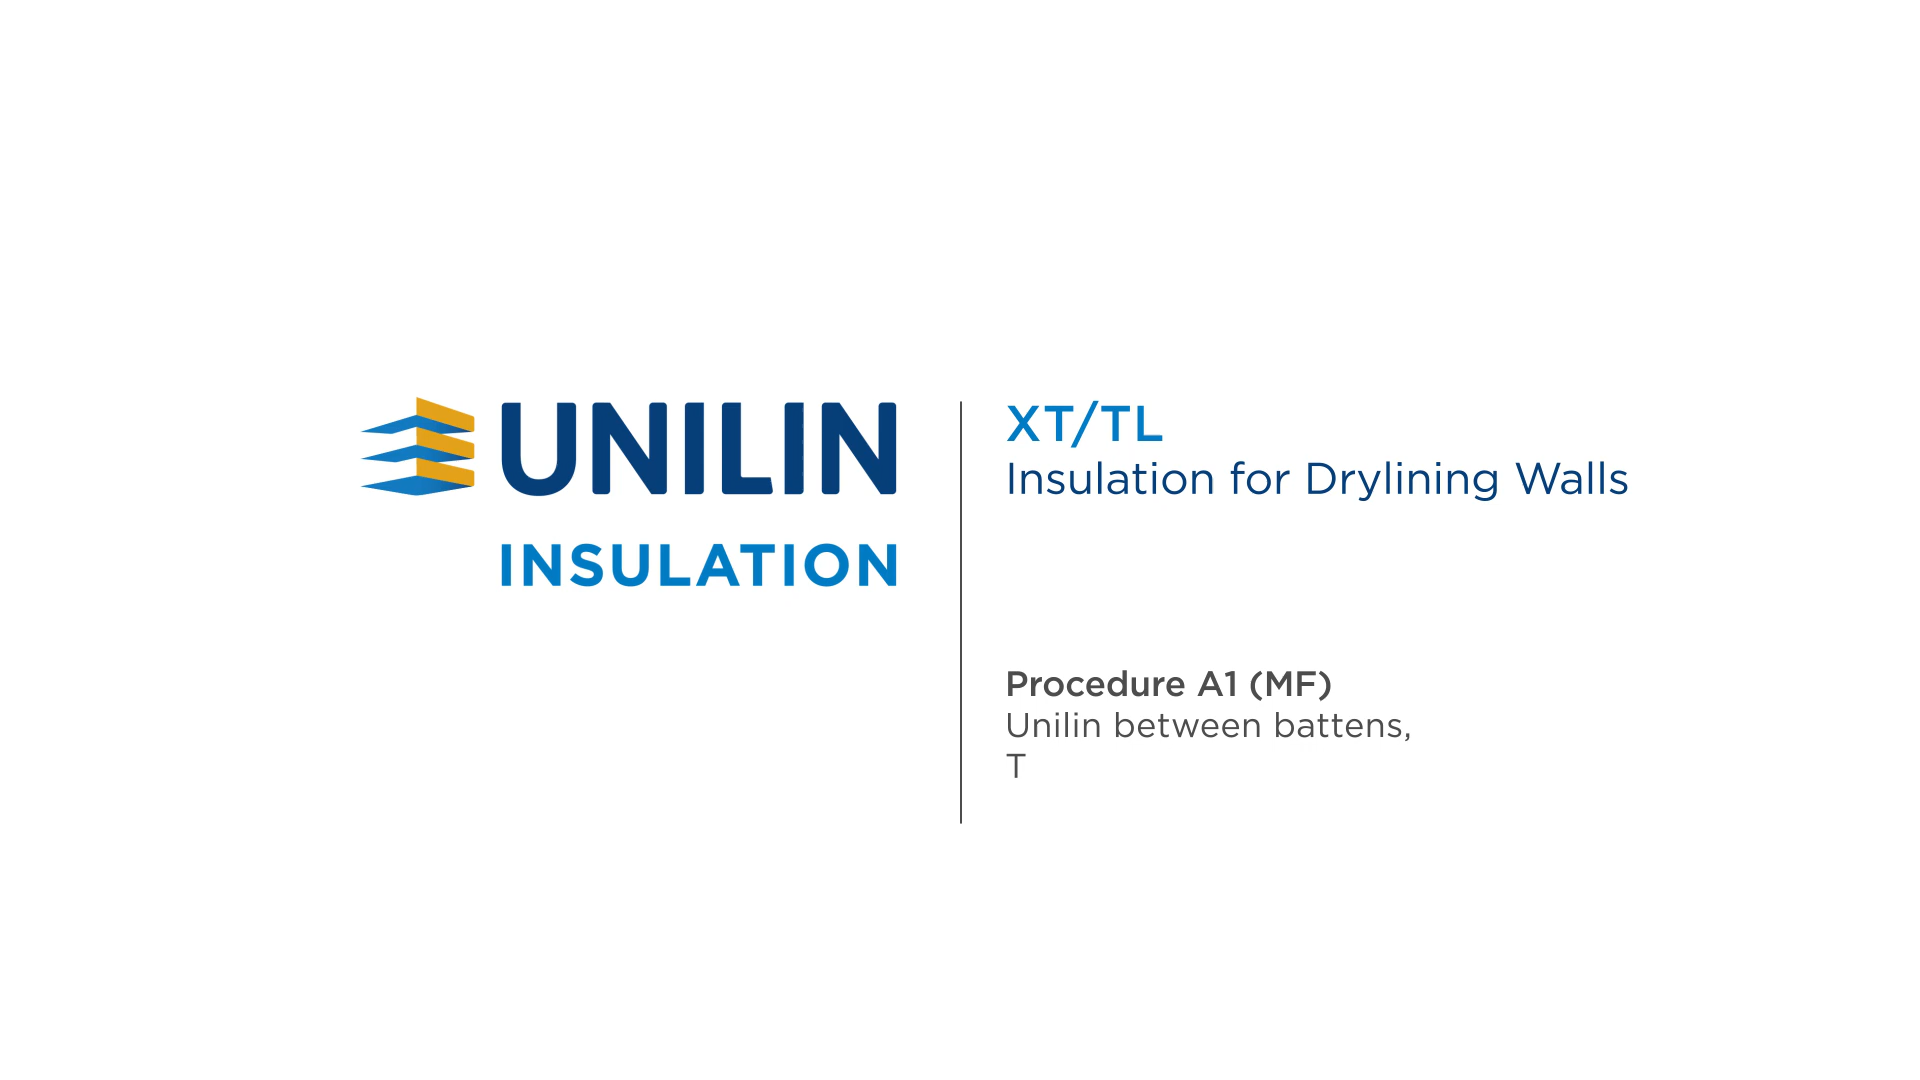 UNILIN
INSULATION
XT/TL
Insulation for Drylining Walls
Procedure A1 (MF)
Unilin between battens,
T